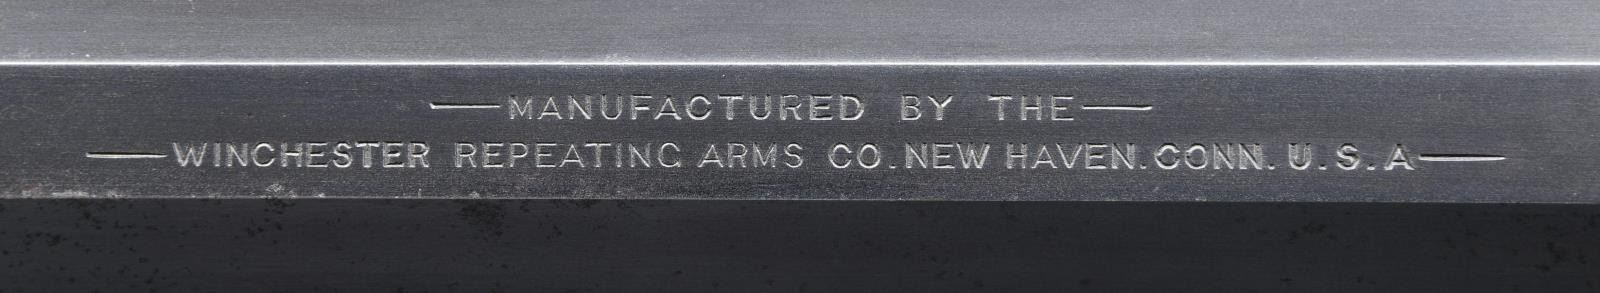 —MANUFACTURED BY THE—
—WINCHESTER REPEATING ARMS CO. NEW HAVEN. CONN. U. S. A—